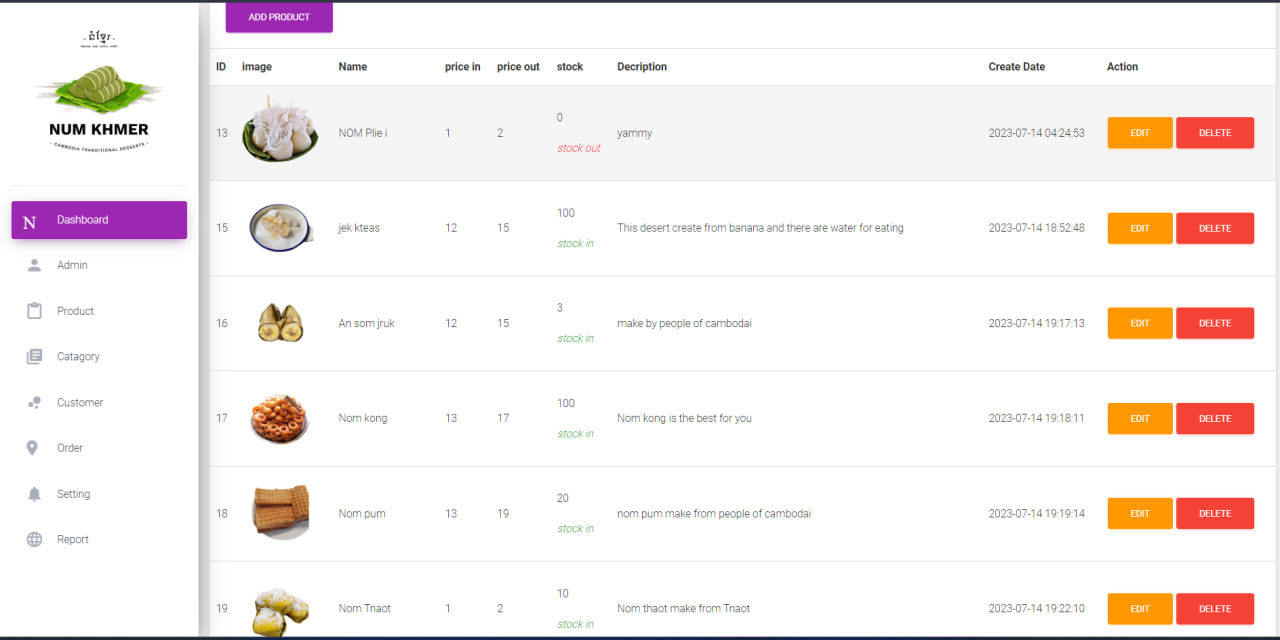 NUM KHMER
- CAMBODIA TRADITIONAL DESSERTS -
N Dashboard
Admin
Product
Catagory
Customer
Order
Setting
Report
ADD PRODUCT
ID image Name price in price out stock Decription Create Date Action
13 NOM Plie i 1 2 0 stock out yammy 2023-07-14 04:24:53 EDIT DELETE
15 jek kteas 12 15 100 stock in This desert create from banana and there are water for eating 2023-07-14 18:52:48 EDIT DELETE
16 An som jruk 12 15 3 stock in make by people of cambodai 2023-07-14 19:17:13 EDIT DELETE
17 Nom kong 13 17 100 stock in Nom kong is the best for you 2023-07-14 19:18:11 EDIT DELETE
18 Nom pum 13 19 20 stock in nom pum make from people of cambodai 2023-07-14 19:19:14 EDIT DELETE
19 Nom Tnaot 1 2 10 stock in Nom thaot make from Tnaot 2023-07-14 19:22:10 EDIT DELETE